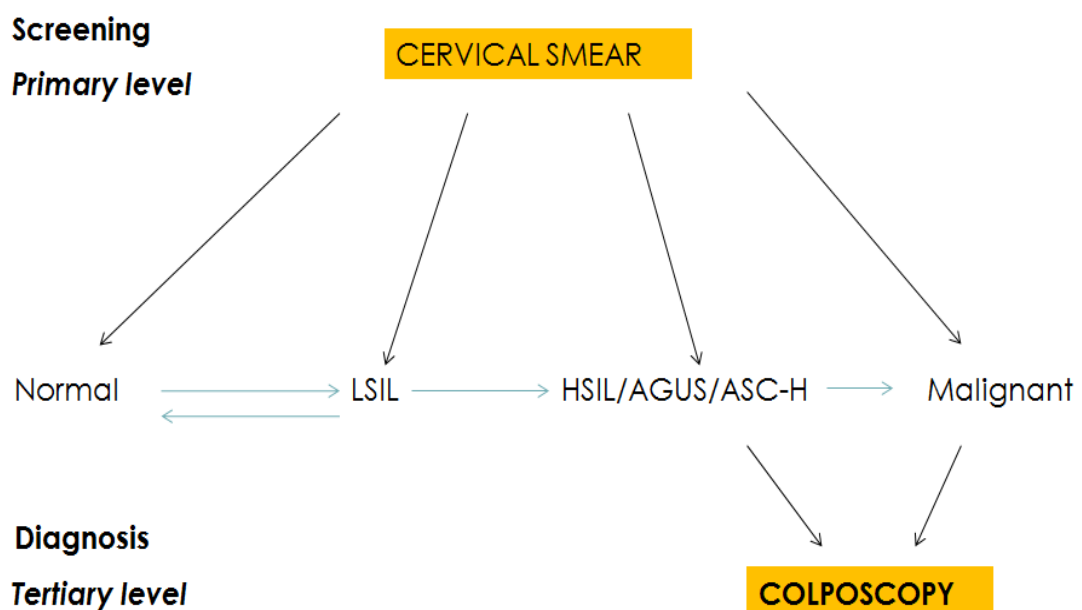 Screening
CERVICAL SMEAR
Primary level
Normal
LSIL
HSIL/AGUS/ASC-H
Malignant
Diagnosis
Tertiary level
COLPOSCOPY